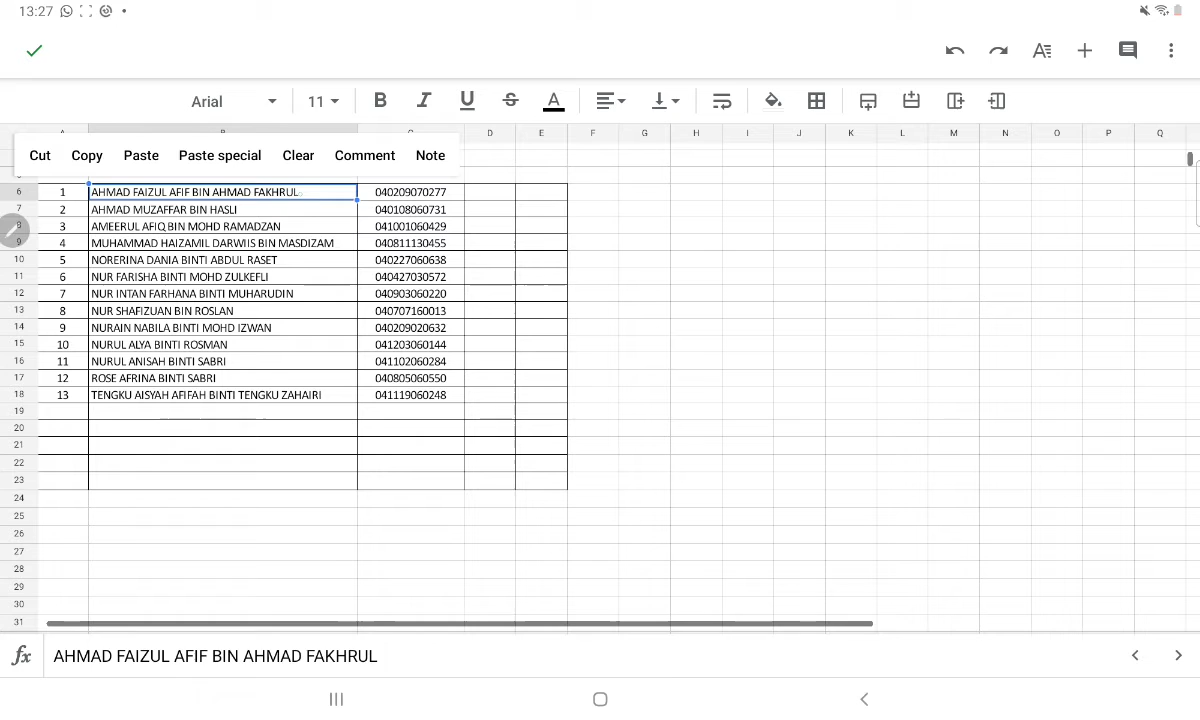 13:27
Arial 11 B I U S A
A B C D E F G H I J K L M N O P Q
Cut Copy Paste Paste special Clear Comment Note
6 1 AHMAD FAIZUL AFIF BIN AHMAD FAKHRUL 040209070277
7 2 AHMAD MUZAFFAR BIN HASLI 040108060731
8 3 AMEERUL AFIQ BIN MOHD RAMADZAN 041001060429
9 4 MUHAMMAD HAIZAMIL DARWIIS BIN MASDIZAM 040811130455
10 5 NORERINA DANIA BINTI ABDUL RASET 040227060638
11 6 NUR FARISHA BINTI MOHD ZULKEFLI 040427030572
12 7 NUR INTAN FARHANA BINTI MUHARUDIN 040903060220
13 8 NUR SHAFIZUAN BIN ROSLAN 040707160013
14 9 NURAIN NABILA BINTI MOHD IZWAN 040209020632
15 10 NURUL ALYA BINTI ROSMAN 041203060144
16 11 NURUL ANISAH BINTI SABRI 041102060284
17 12 ROSE AFRINA BINTI SABRI 040805060550
18 13 TENGKU AISYAH AFIFAH BINTI TENGKU ZAHAIRI 041119060248
19
20
21
22
23
24
25
26
27
28
29
30
31
fx AHMAD FAIZUL AFIF BIN AHMAD FAKHRUL